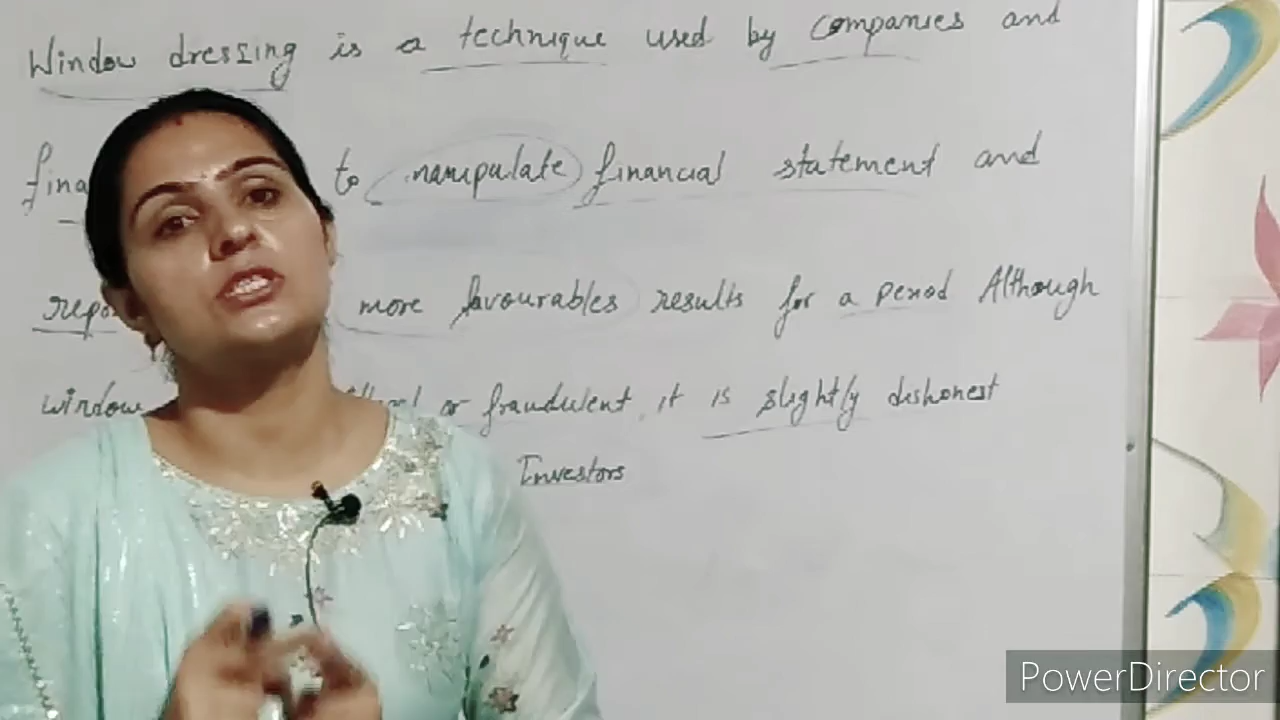 Window dressing is a technique used by companies and
fina to manipulate financial statement and
repo more favourables results for a period Although
window or fraudulent, it is slightly dishonest
Investors
PowerDirector